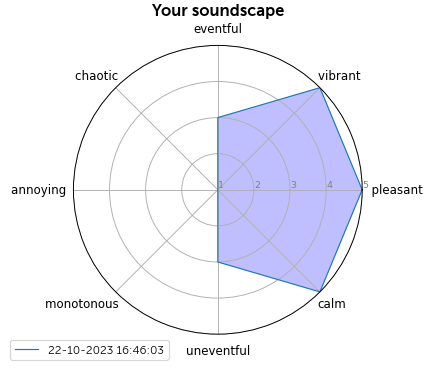 Your soundscape
eventful
chaotic
vibrant
annoying
1 2 3 4 5
pleasant
monotonous
calm
22-10-2023 16:46:03
uneventful